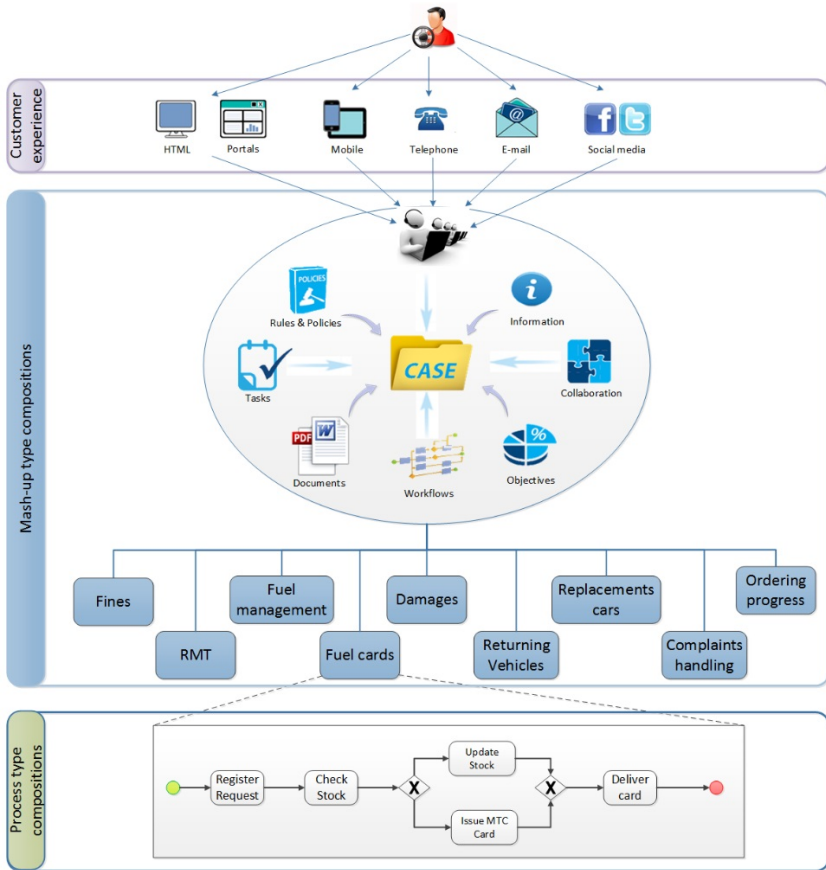 Customer
experience
HTML
Portals
Mobile
Telephone
E-mail
Social media
@
f
t
Mash-up type compositions
POLICIES
Rules & Policies
i
Information
Tasks
CASE
Collaboration
PDF
W
Documents
Workflows
%
Objectives
Fines
RMT
Fuel
management
Fuel cards
Damages
Returning
Vehicles
Replacements
cars
Complaints
handling
Ordering
progress
Process type
compositions
Register
Request
Check
Stock
X
Update
Stock
Issue MTC
Card
X
Deliver
card